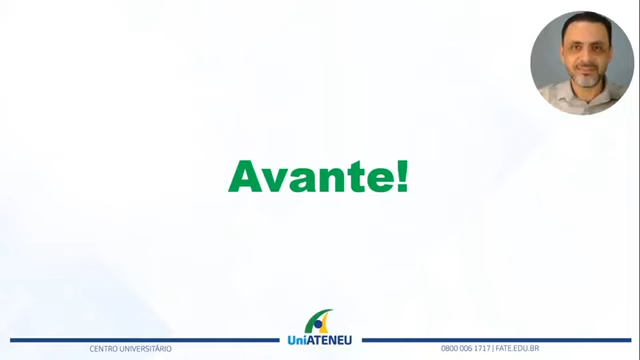 Avante!
UniATENEU
CENTRO UNIVERSITÁRIO
0800 006 1717 | FATE.EDU.BR